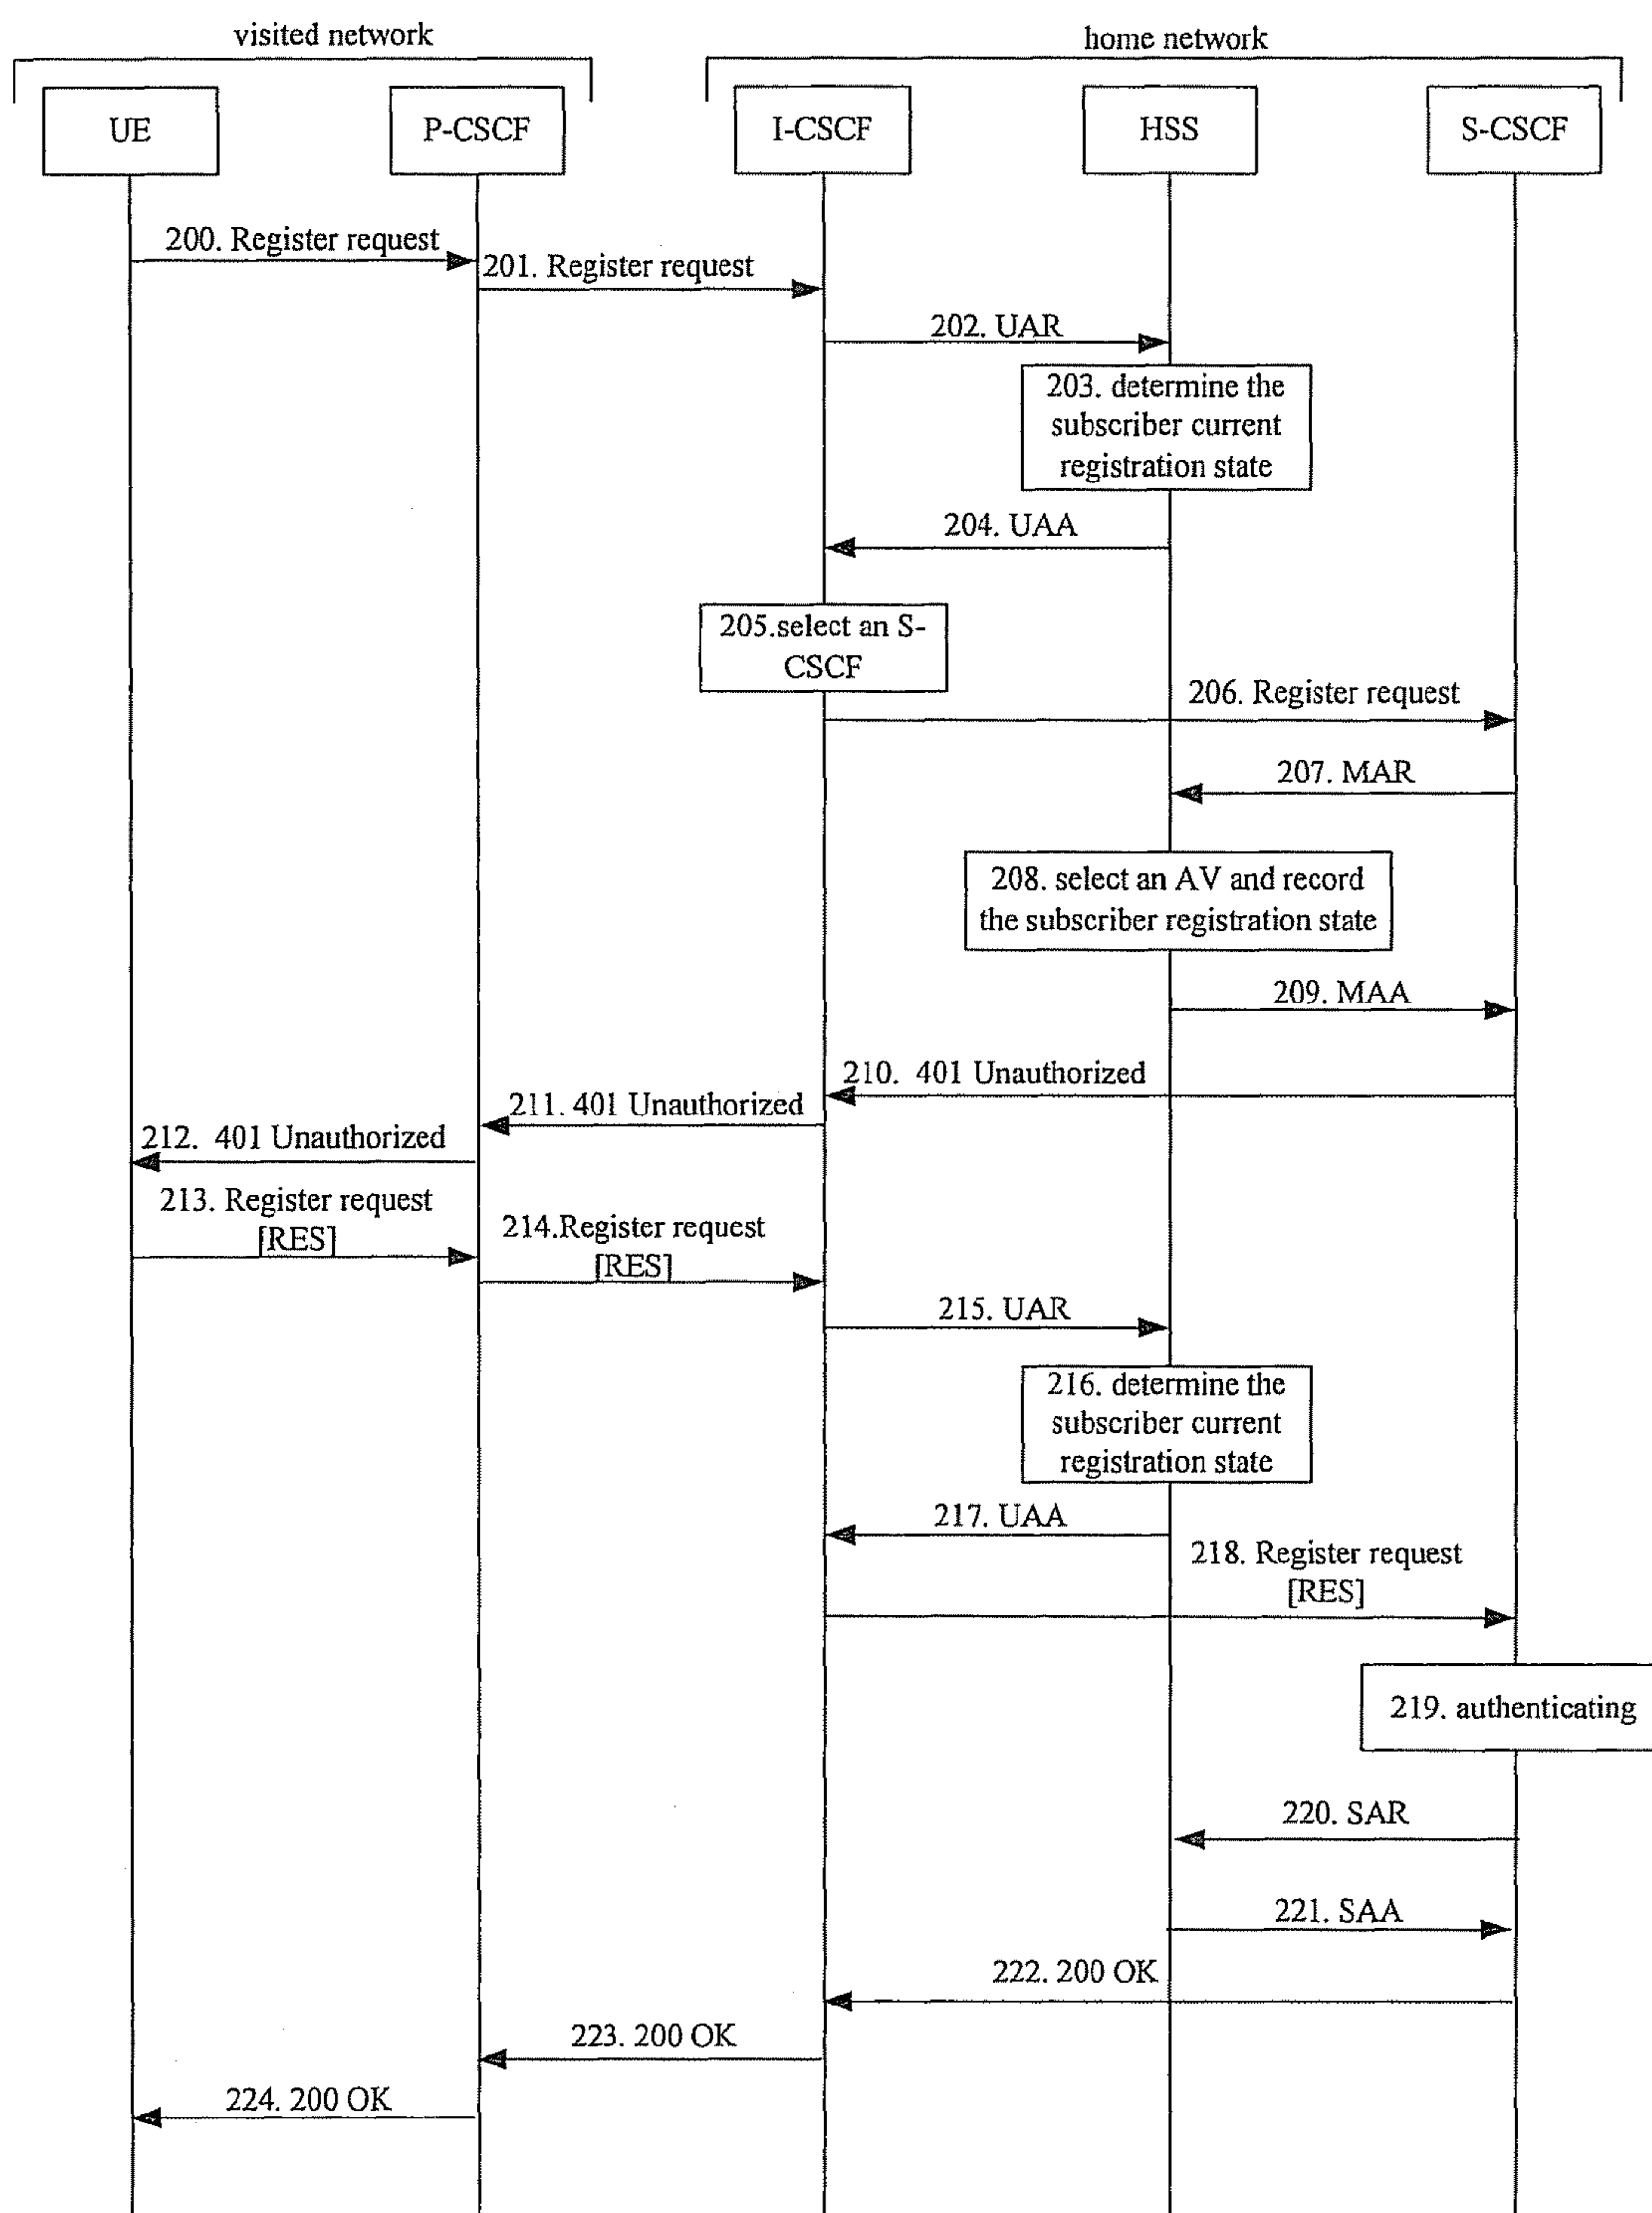 visited network
home network
UE
P-CSCF
I-CSCF
HSS
S-CSCF
200. Register request
201. Register request
202. UAR
203. determine the
subscriber current
registration state
204. UAA
205.select an S-
CSCF
206. Register request
207. MAR
208. select an AV and record
the subscriber registration state
209. MAA
210. 401 Unauthorized
211. 401 Unauthorized
212. 401 Unauthorized
213. Register request
[RES]
214.Register request
[RES]
215. UAR
216. determine the
subscriber current
registration state
217. UAA
218. Register request
[RES]
219. authenticating
220. SAR
221. SAA
222. 200 OK
223. 200 OK
224. 200 OK